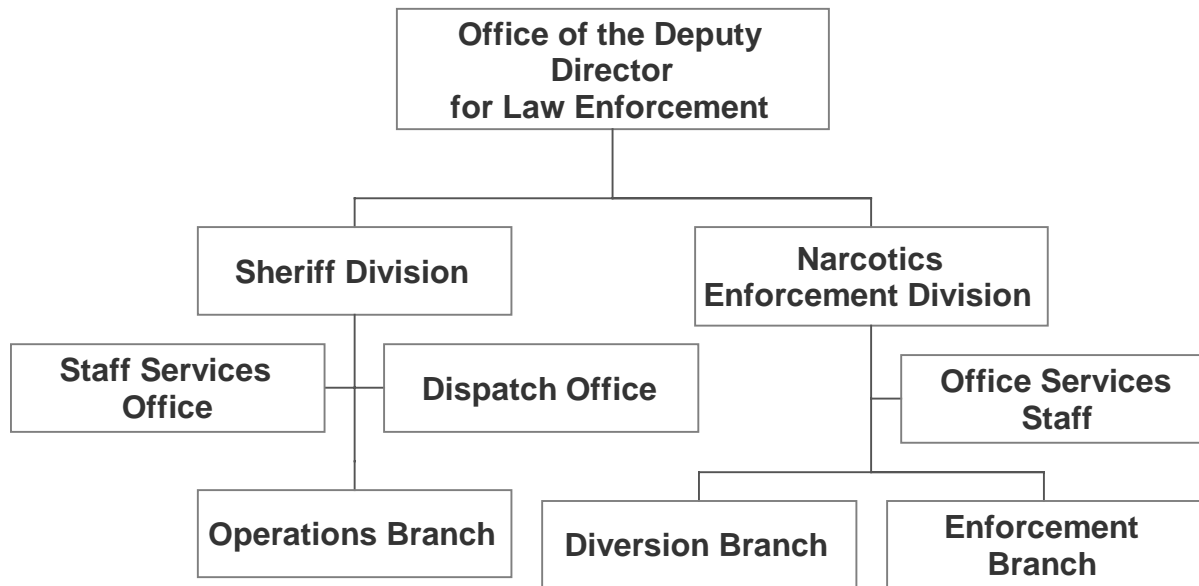 Office of the Deputy
Director
for Law Enforcement
Sheriff Division
Narcotics
Enforcement Division
Staff Services
Office
Dispatch Office
Office Services
Staff
Operations Branch
Diversion Branch
Enforcement
Branch